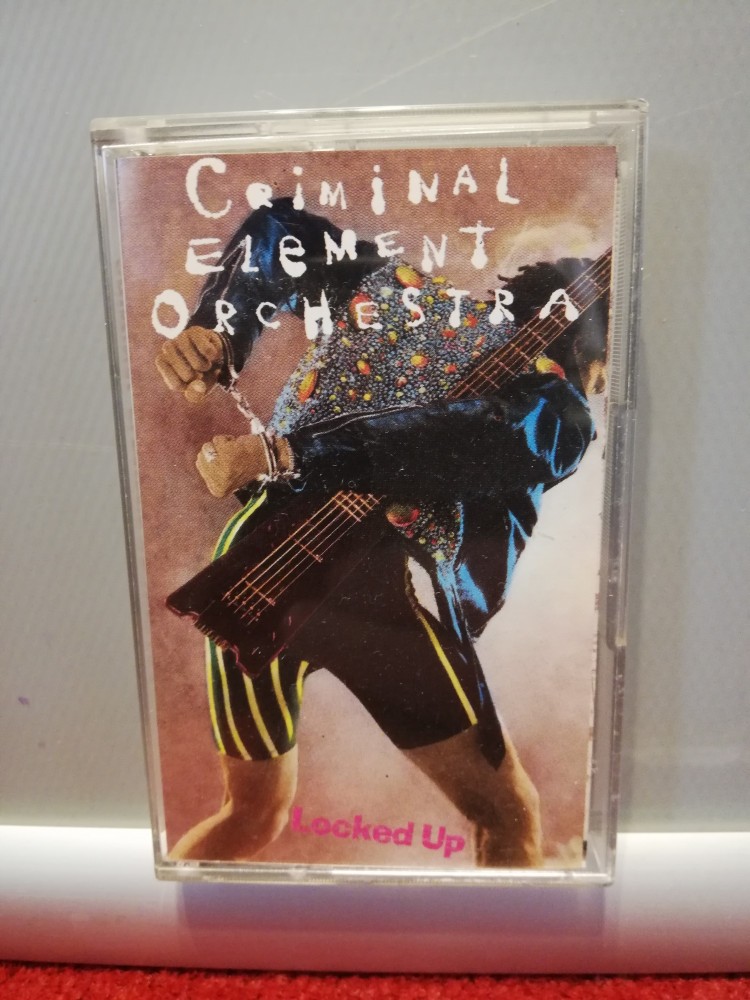 CRiMiNAL
ELeMENT
ORCHESTRA
Locked Up